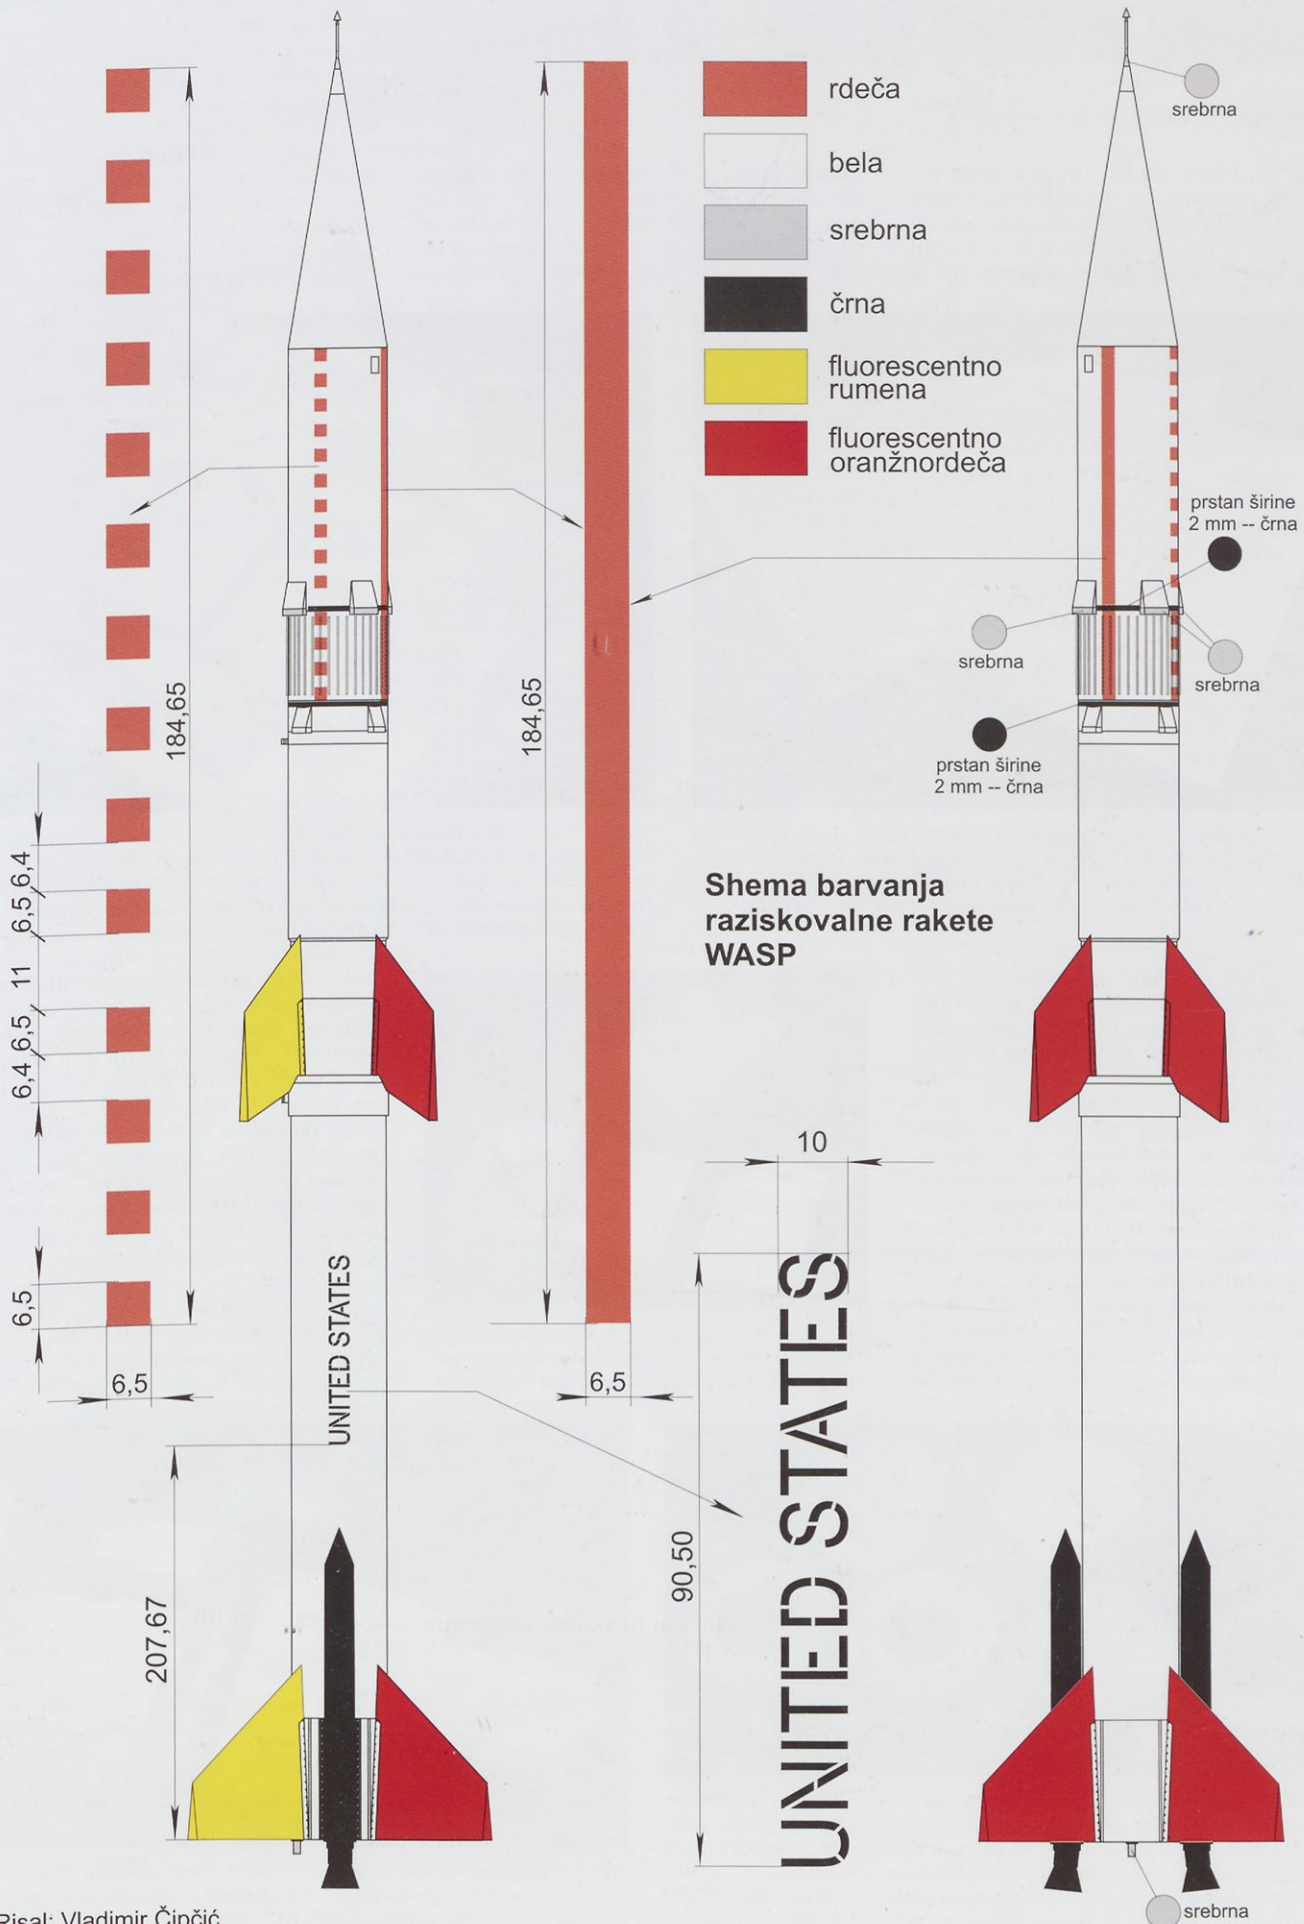 rdeča
bela
srebrna
črna
fluorescentno
rumena
fluorescentno
oranžnordeča
srebrna
prstan širine
2 mm -- črna
srebrna
srebrna
prstan širine
2 mm -- črna
184,65
184,65
6,4
6,5
11
6,5
6,4
6,5
6,5
6,5
Shema barvanja
raziskovalne rakete
WASP
10
UNITED STATES
UNITED STATES
90,50
207,67
srebrna
Risal: Vladimir Čipčić